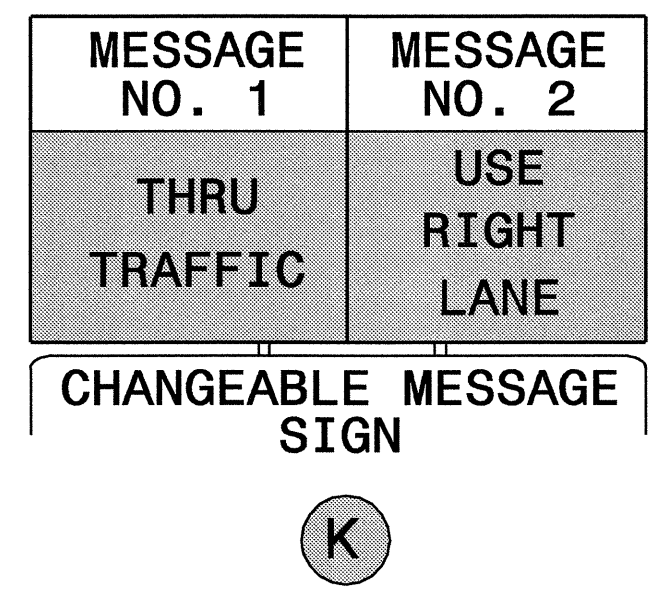 MESSAGE
NO. 1
MESSAGE
NO. 2
THRU
TRAFFIC
USE
RIGHT
LANE
CHANGEABLE MESSAGE
SIGN
K